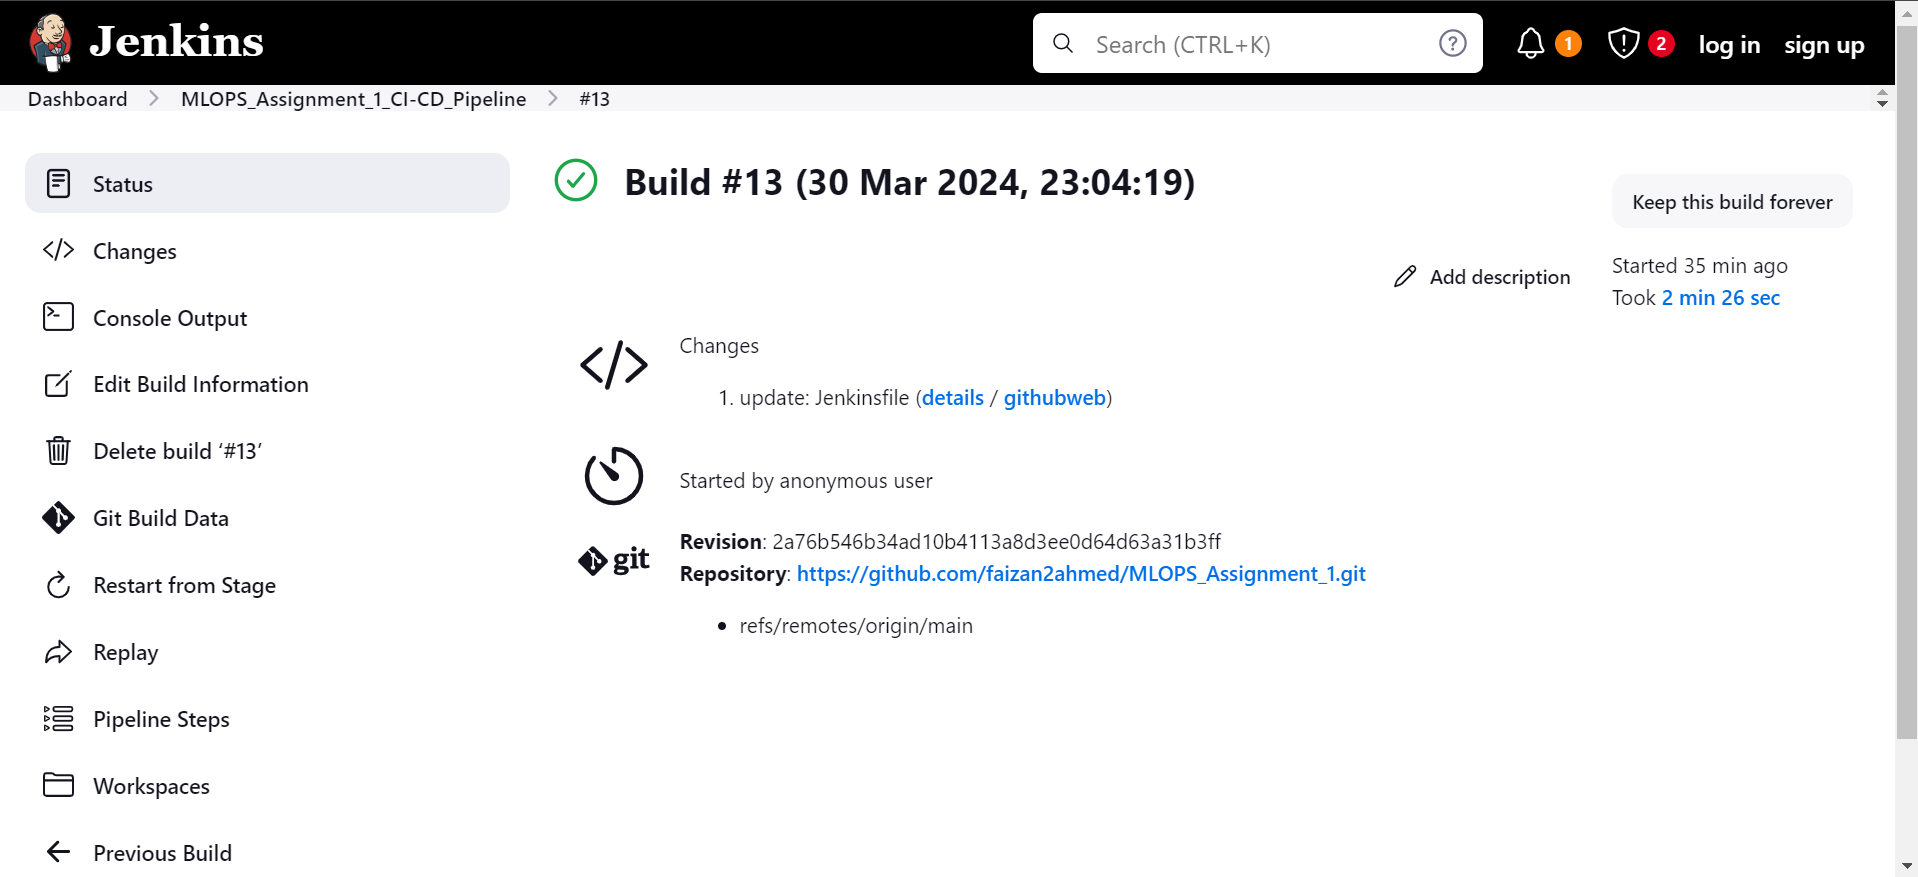 Jenkins
Search (CTRL+K)
?
1
!
2
log in
sign up
Dashboard > MLOPS_Assignment_1_CI-CD_Pipeline > #13
Status
Changes
Console Output
Edit Build Information
Delete build ‘#13’
Git Build Data
Restart from Stage
Replay
Pipeline Steps
Workspaces
Previous Build
Build #13 (30 Mar 2024, 23:04:19)
Keep this build forever
Add description
Started 35 min ago
Took 2 min 26 sec
Changes
1. update: Jenkinsfile (details / githubweb)
Started by anonymous user
git
Revision: 2a76b546b34ad10b4113a8d3ee0d64d63a31b3ff
Repository: https://github.com/faizan2ahmed/MLOPS_Assignment_1.git
• refs/remotes/origin/main